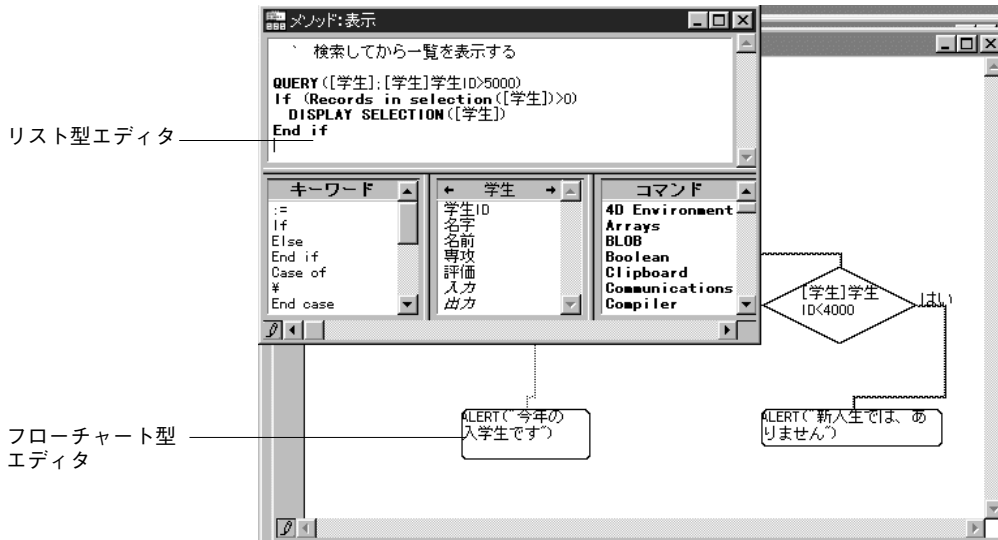 メソッド:表示
` 検索してから一覧を表示する
QUERY([学生];[学生]学生ID>5000)
If (Records in selection([学生])>0)
DISPLAY SELECTION([学生])
End if
リスト型エディタ
キーワード
:=
If
Else
End if
Case of
¥
End case
← 学生 →
学生ID
名字
名前
専攻
評価
入力
出力
コマンド
4D Environment
Arrays
BLOB
Boolean
Clipboard
Communications
Compiler
[学生]学生
ID<4000
はい
フローチャート型
エディタ
ALERT("今年の
入学生です")
ALERT("新入生では、あ
りません")